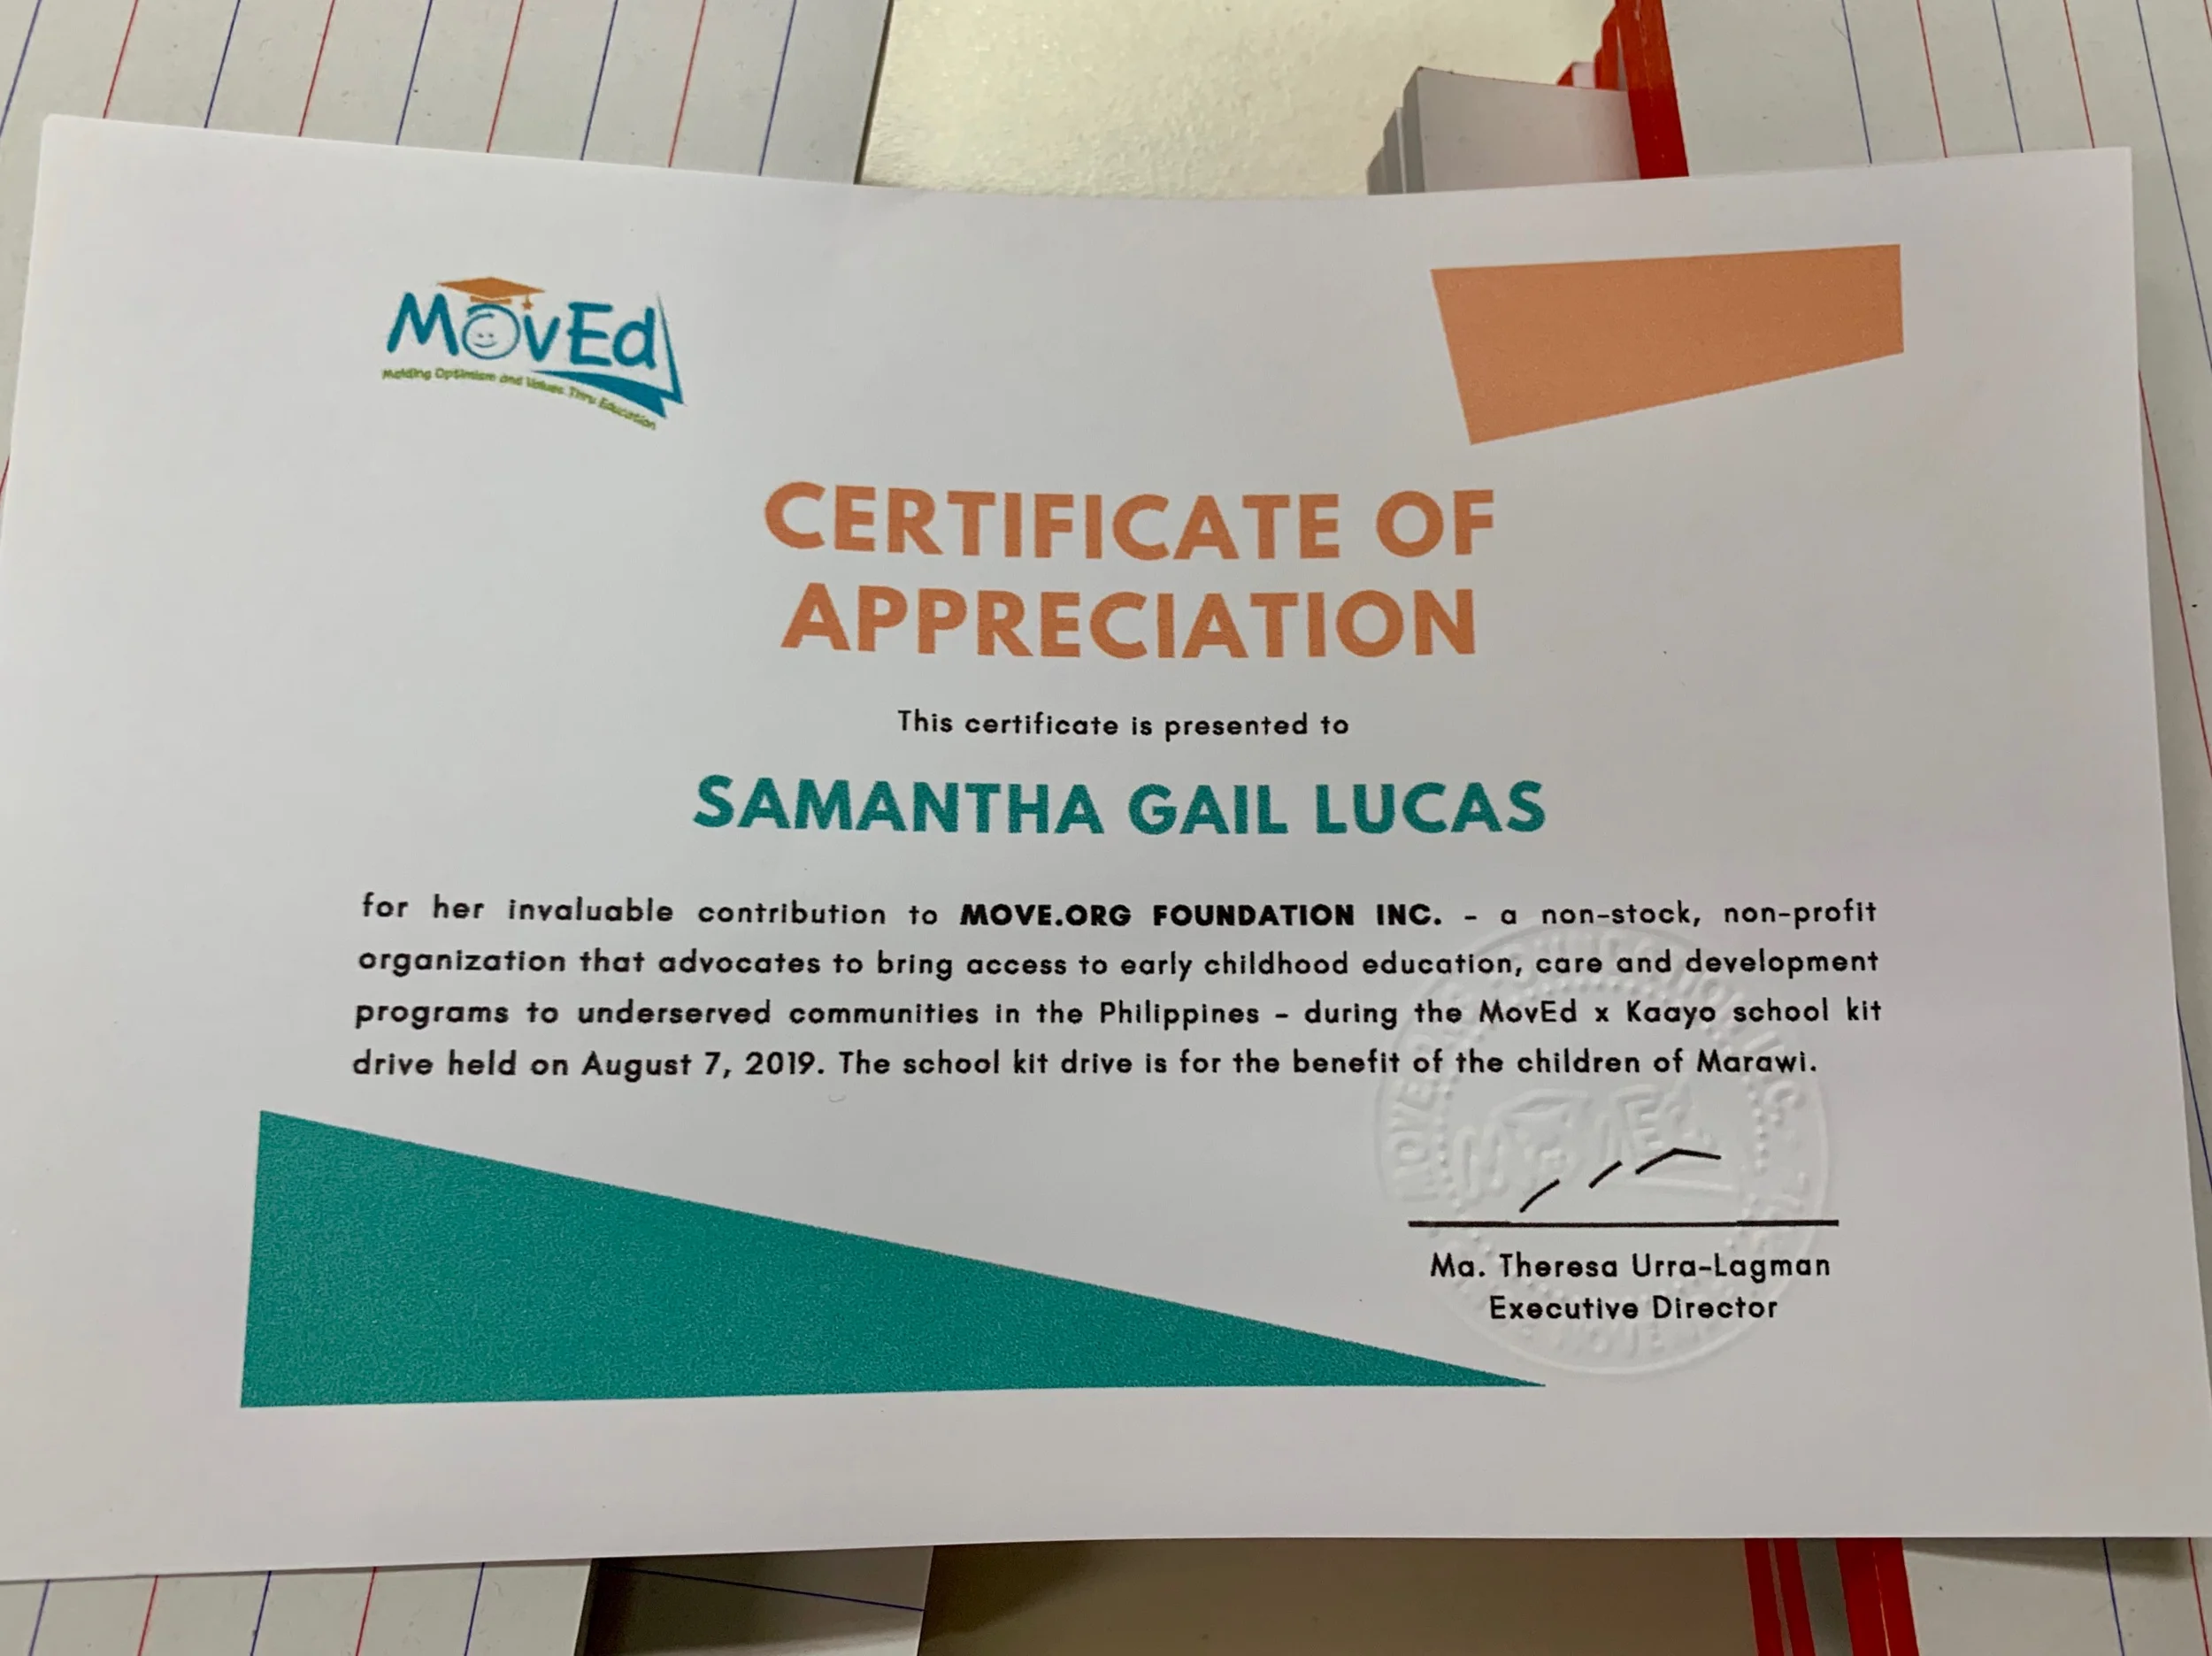 MovEd
Molding Optimism and Values Thru Education
CERTIFICATE OF
APPRECIATION
This certificate is presented to
SAMANTHA GAIL LUCAS
for her invaluable contribution to MOVE.ORG FOUNDATION INC. - a non-stock, non-profit
organization that advocates to bring access to early childhood education, care and development
programs to underserved communities in the Philippines - during the MovEd x Kaayo school kit
drive held on August 7, 2019. The school kit drive is for the benefit of the children of Marawi.
Ma. Theresa Urra-Lagman
Executive Director